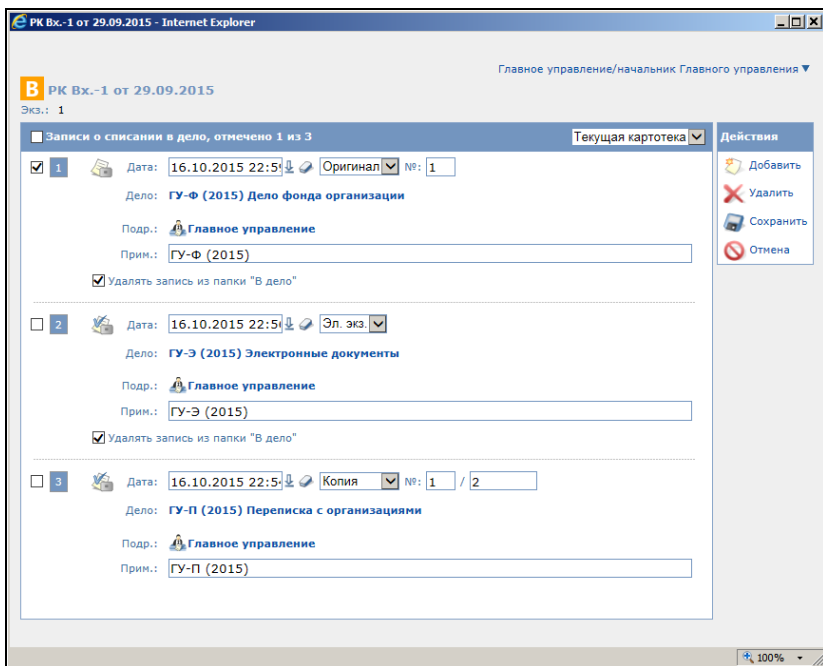 РК Вх.-1 от 29.09.2015 - Internet Explorer
Главное управление/начальник Главного управления ▼
В РК Вх.-1 от 29.09.2015
Экз.: 1
Записи о списании в дело, отмечено 1 из 3 Текущая картотека
Действия
Добавить
Удалить
Сохранить
Отмена
1 Дата: 16.10.2015 22:5 Оригинал №: 1
Дело: ГУ-Ф (2015) Дело фонда организации
Подр.: Главное управление
Прим.: ГУ-Ф (2015)
Удалять запись из папки "В дело"
2 Дата: 16.10.2015 22:5 Эл. экз.
Дело: ГУ-Э (2015) Электронные документы
Подр.: Главное управление
Прим.: ГУ-Э (2015)
Удалять запись из папки "В дело"
3 Дата: 16.10.2015 22:5 Копия №: 1 / 2
Дело: ГУ-П (2015) Переписка с организациями
Подр.: Главное управление
Прим.: ГУ-П (2015)
100%